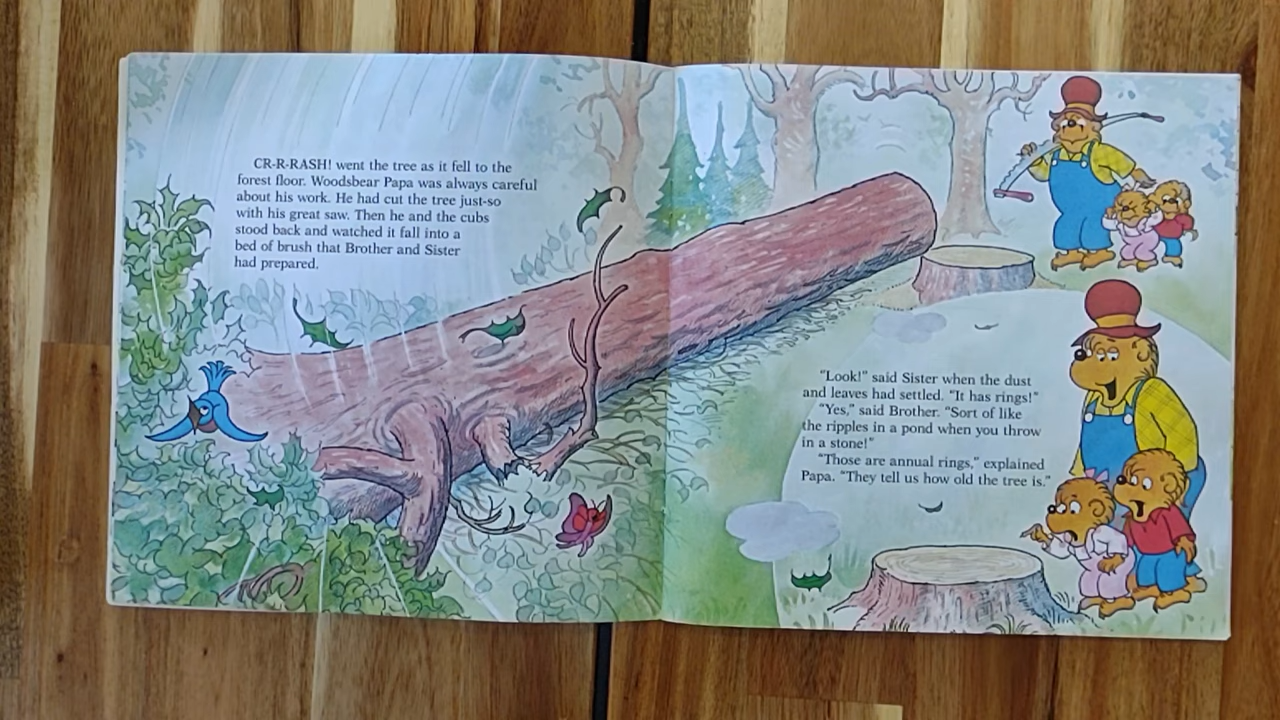 CR-R-RASH! went the tree as it fell to the
forest floor. Woodsbear Papa was always careful
about his work. He had cut the tree just-so
with his great saw. Then he and the cubs
stood back and watched it fall into a
bed of brush that Brother and Sister
had prepared.
"Look!" said Sister when the dust
and leaves had settled. "It has rings!"
"Yes," said Brother. "Sort of like
the ripples in a pond when you throw
in a stone!"
"Those are annual rings," explained
Papa. "They tell us how old the tree is."